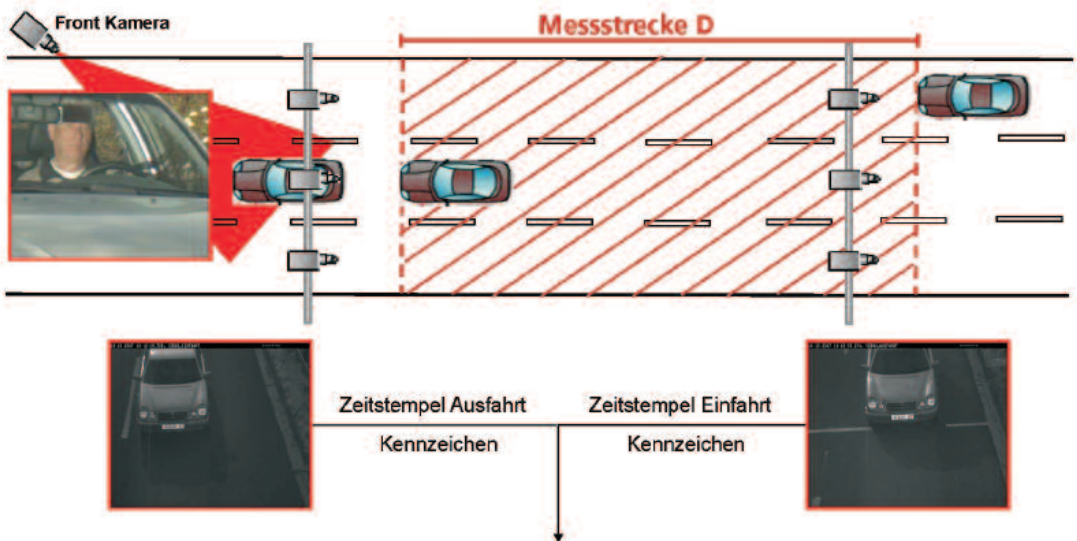 Front Kamera
Messstrecke D
Zeitstempel Ausfahrt
Kennzeichen
Zeitstempel Einfahrt
Kennzeichen